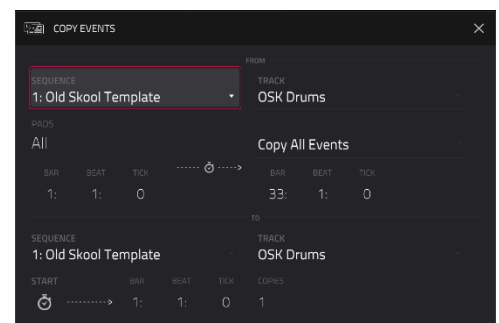 COPY EVENTS
FROM
SEQUENCE
1: Old Skool Template
TRACK
OSK Drums
PADS
All
Copy All Events
BAR BEAT TICK
1: 1: 0
BAR BEAT TICK
33: 1: 0
TO
SEQUENCE
1: Old Skool Template
TRACK
OSK Drums
START BAR BEAT TICK COPIES
1: 1: 0 1